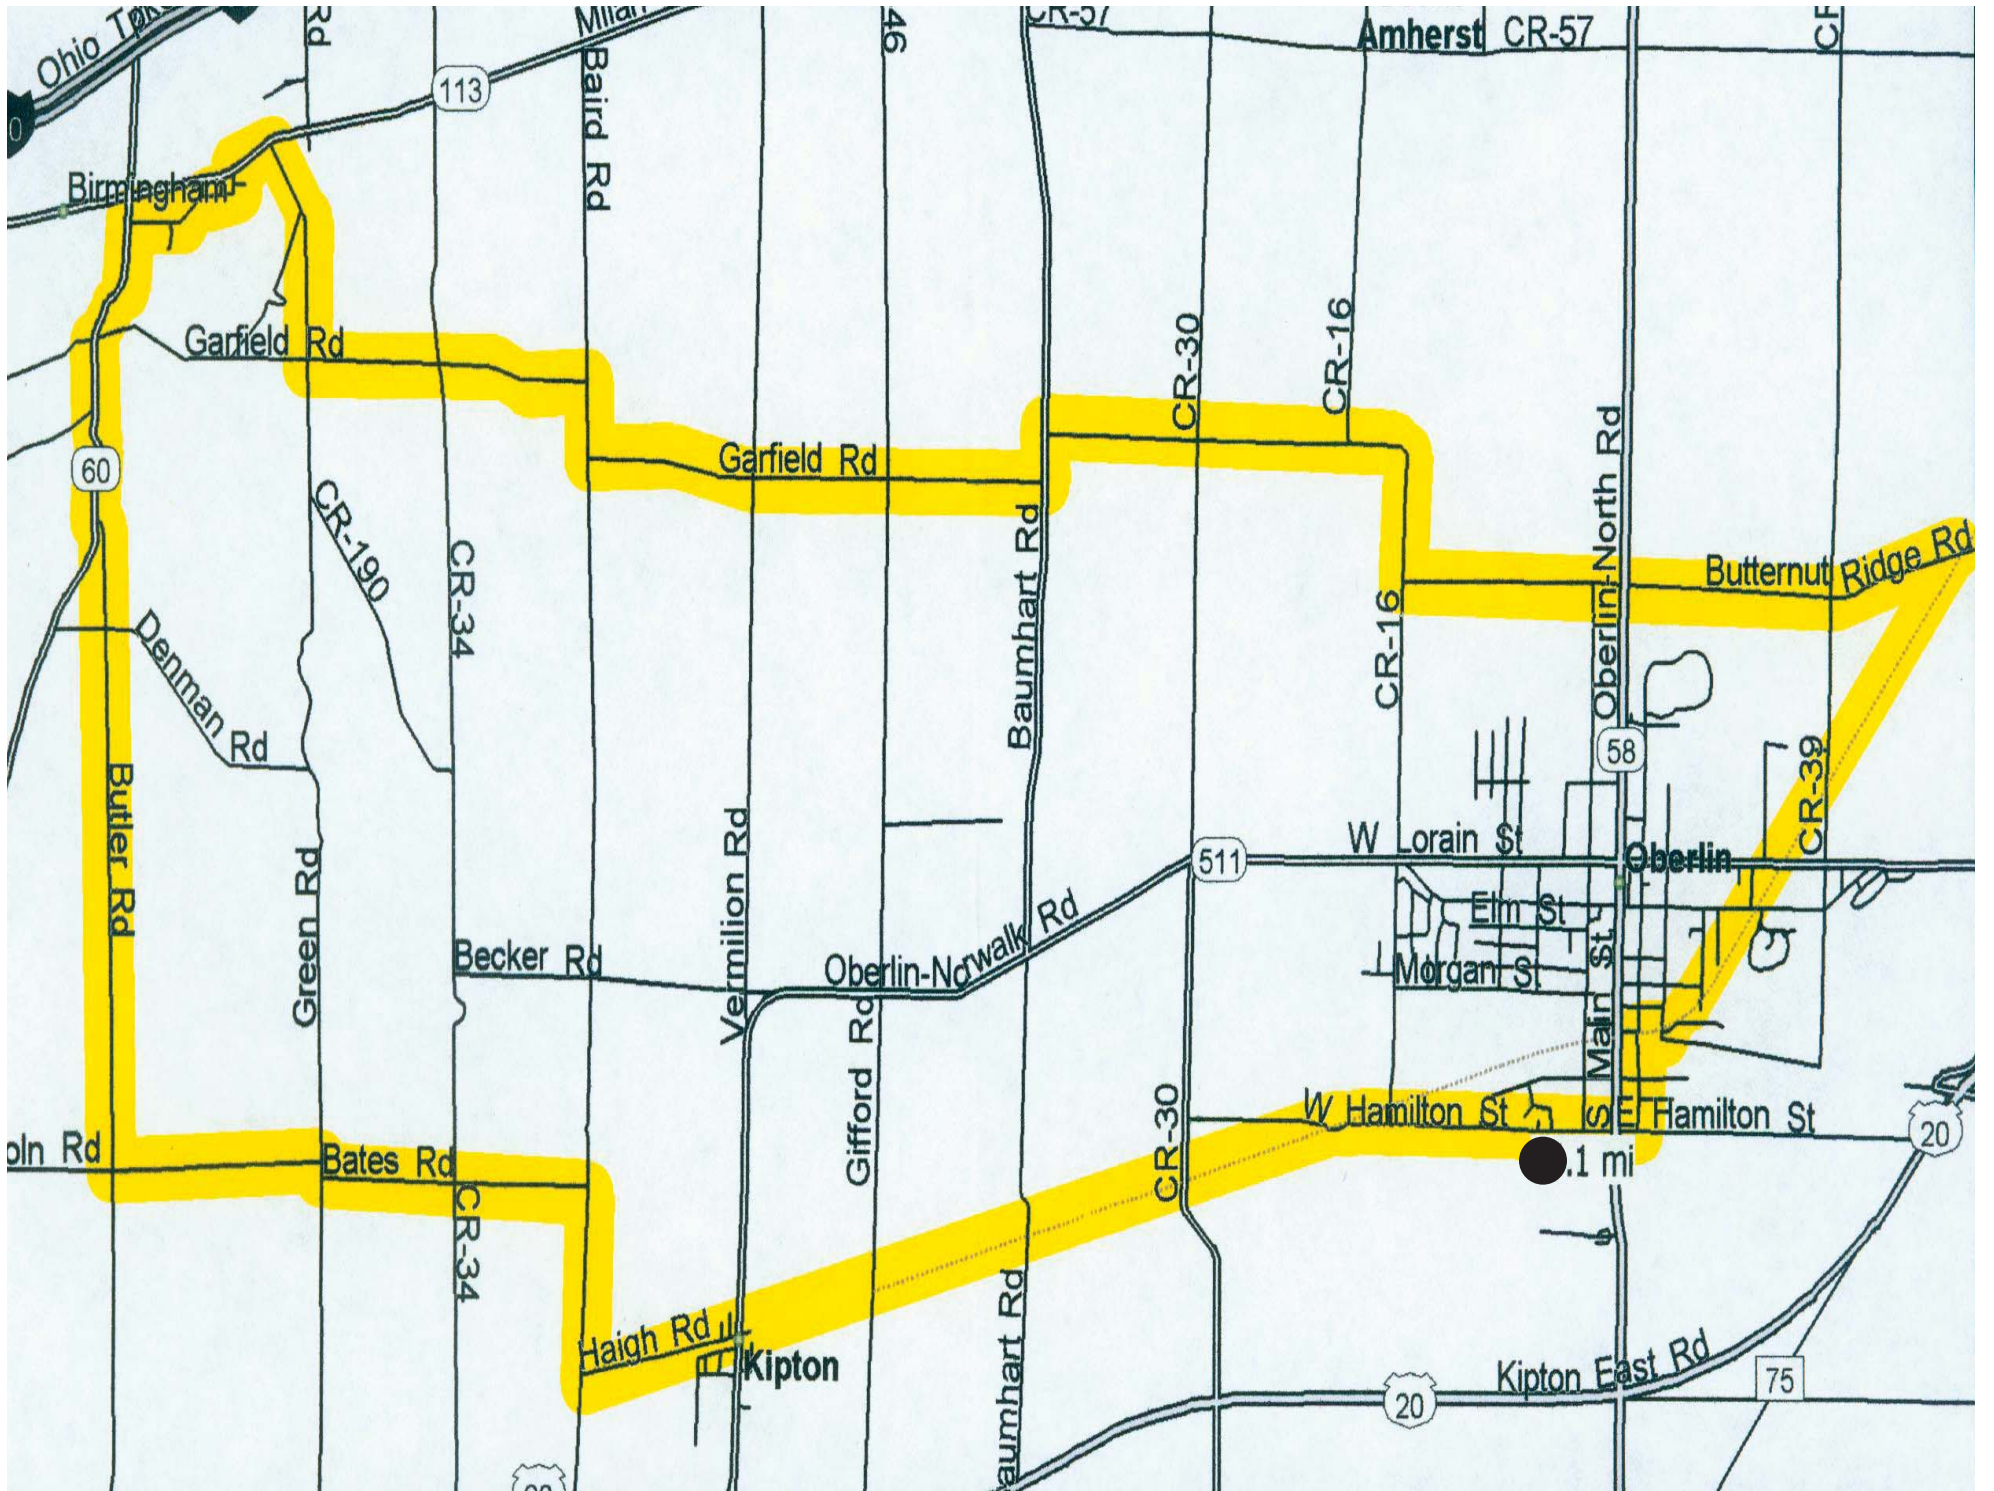 Ohio Tpke
Rd
Milan
46
CR-57
Amherst
CR-57
CR
113
0
Birmingham
Baird Rd
Garfield Rd
CR-30
CR-16
60
Garfield Rd
Oberlin-North Rd
CR-190
CR-34
Baumhart Rd
Butternut Ridge Rd
Denman Rd
CR-16
58
CR-39
Butler Rd
Green Rd
Vermilion Rd
511
W Lorain St
Oberlin
Elm St
Becker Rd
Oberlin-Norwalk Rd
Morgan St
Main St
Gifford Rd
CR-30
W Hamilton St
S
E Hamilton St
20
oln Rd
Bates Rd
.1 mi
CR-34
Haigh Rd
Kipton
aumhart Rd
Kipton East Rd
75
20